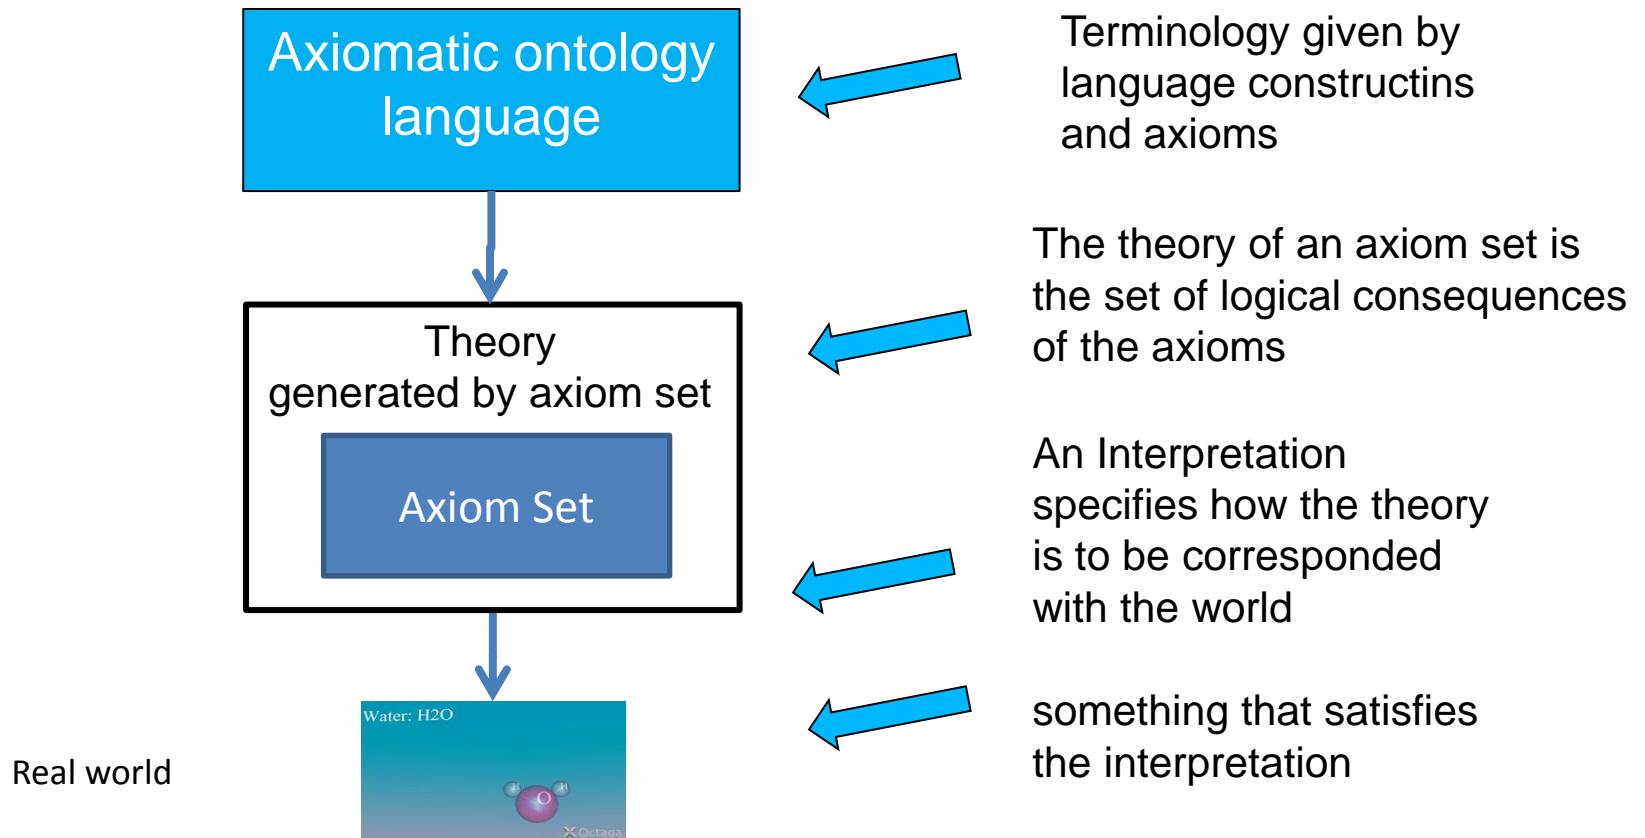 Axiomatic ontology
language
Terminology given by
language constructins
and axioms
Theory
generated by axiom set
Axiom Set
The theory of an axiom set is
the set of logical consequences
of the axioms
An Interpretation
specifies how the theory
is to be corresponded
with the world
Real world
Water: H2O
H
O
H
Octaga
something that satisfies
the interpretation